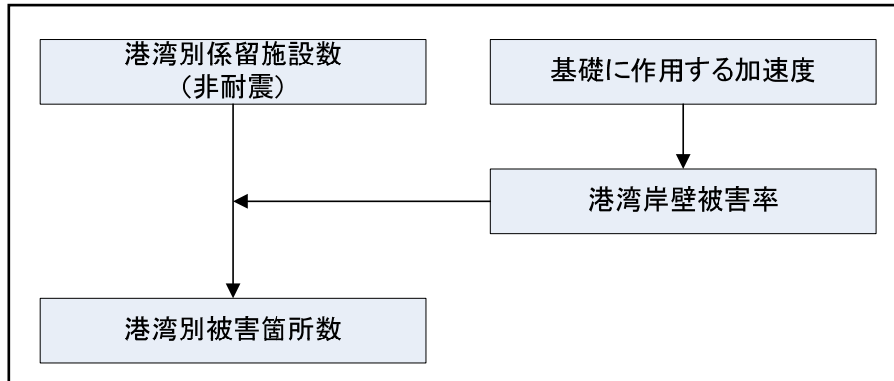 港湾別係留施設数
（非耐震）
基礎に作用する加速度
港湾岸壁被害率
港湾別被害箇所数